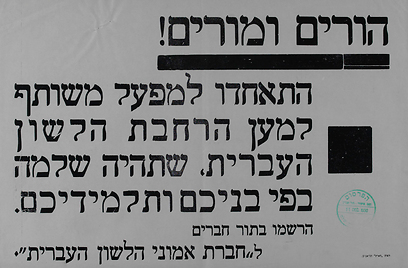 הורים ומורים!
התאחדו למפעל משותף
למען הרחבת הלשון
העברית, שתהיה שלמה
בפי בניכם ותלמידיכם.
הרשמו בתור חברים
ל„חברת אמוני הלשון העברית".